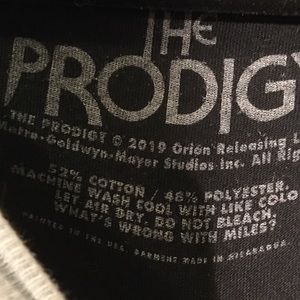 THE
PRODIGY
THE PRODIGY © 2019 Orion Releasing
Metro-Goldwyn-Mayer Studios Inc. All
52% COTTON / 48% POLYESTER.
MACHINE WASH COOL WITH LIKE
LET AIR DRY. DO NOT BLEACH.
WHAT'S WRONG WITH MILES?
PRINTED IN THE USA. GARMENT MADE IN NICARAGUA.